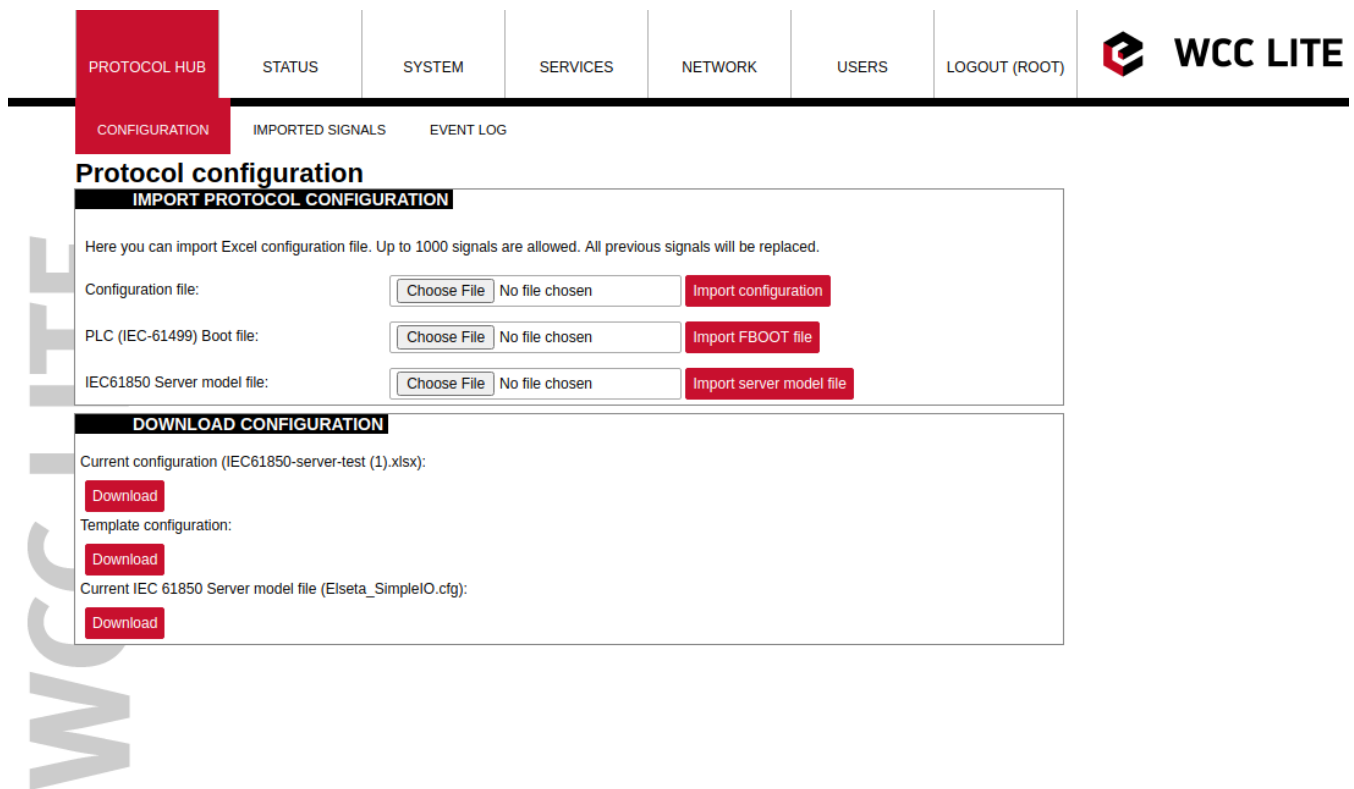 PROTOCOL HUB STATUS SYSTEM SERVICES NETWORK USERS LOGOUT (ROOT) WCC LITE
CONFIGURATION IMPORTED SIGNALS EVENT LOG
Protocol configuration
IMPORT PROTOCOL CONFIGURATION
Here you can import Excel configuration file. Up to 1000 signals are allowed. All previous signals will be replaced.
Configuration file: Choose File No file chosen Import configuration
PLC (IEC-61499) Boot file: Choose File No file chosen Import FBOOT file
IEC61850 Server model file: Choose File No file chosen Import server model file
DOWNLOAD CONFIGURATION
Current configuration (IEC61850-server-test (1).xlsx):
Download
Template configuration:
Download
Current IEC 61850 Server model file (Elseta_SimpleIO.cfg):
Download
WCC LITE